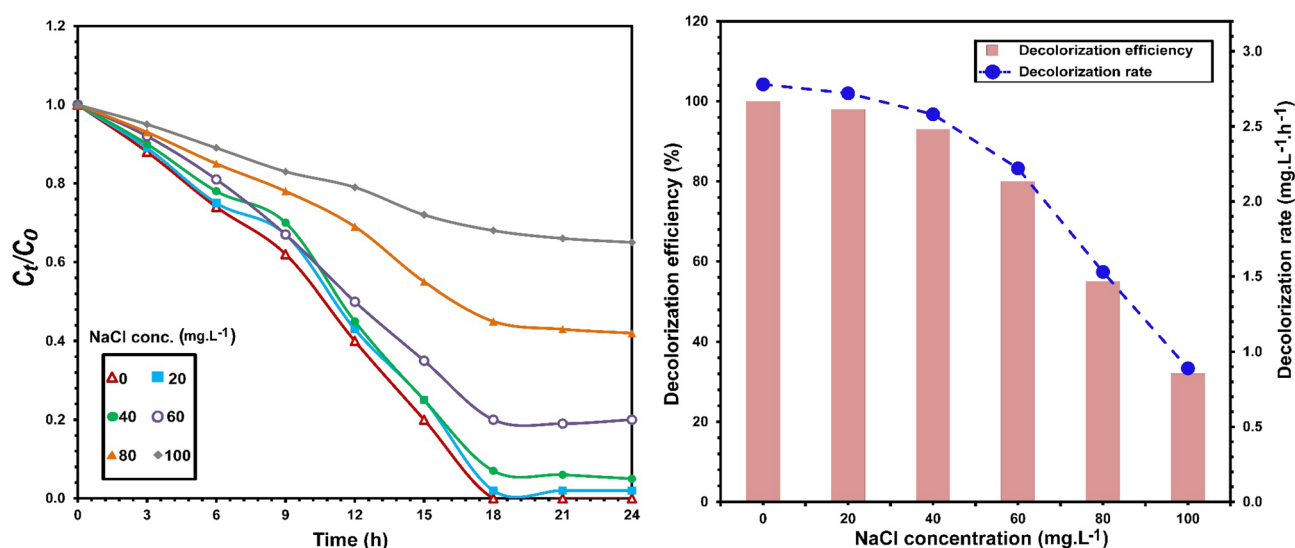 1.2
1.0
0.8
0.6
0.4
0.2
0.0
Ct/C0
NaCl conc. (mg.L-1)
0 20
40 60
80 100
0 3 6 9 12 15 18 21 24
Time (h)
120
100
80
60
40
20
0
Decolorization efficiency (%)
Decolorization efficiency
Decolorization rate
3.0
2.5
2.0
1.5
1.0
0.5
0.0
Decolorization rate (mg.L-1.h-1)
0 20 40 60 80 100
NaCl concentration (mg.L-1)